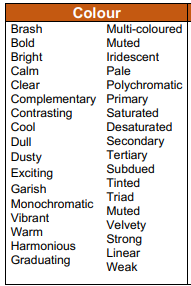 Colour
Brash
Bold
Bright
Calm
Clear
Complementary
Contrasting
Cool
Dull
Dusty
Exciting
Garish
Monochromatic
Vibrant
Warm
Harmonious
Graduating
Multi-coloured
Muted
Iridescent
Pale
Polychromatic
Primary
Saturated
Desaturated
Secondary
Tertiary
Subdued
Tinted
Triad
Muted
Velvety
Strong
Linear
Weak